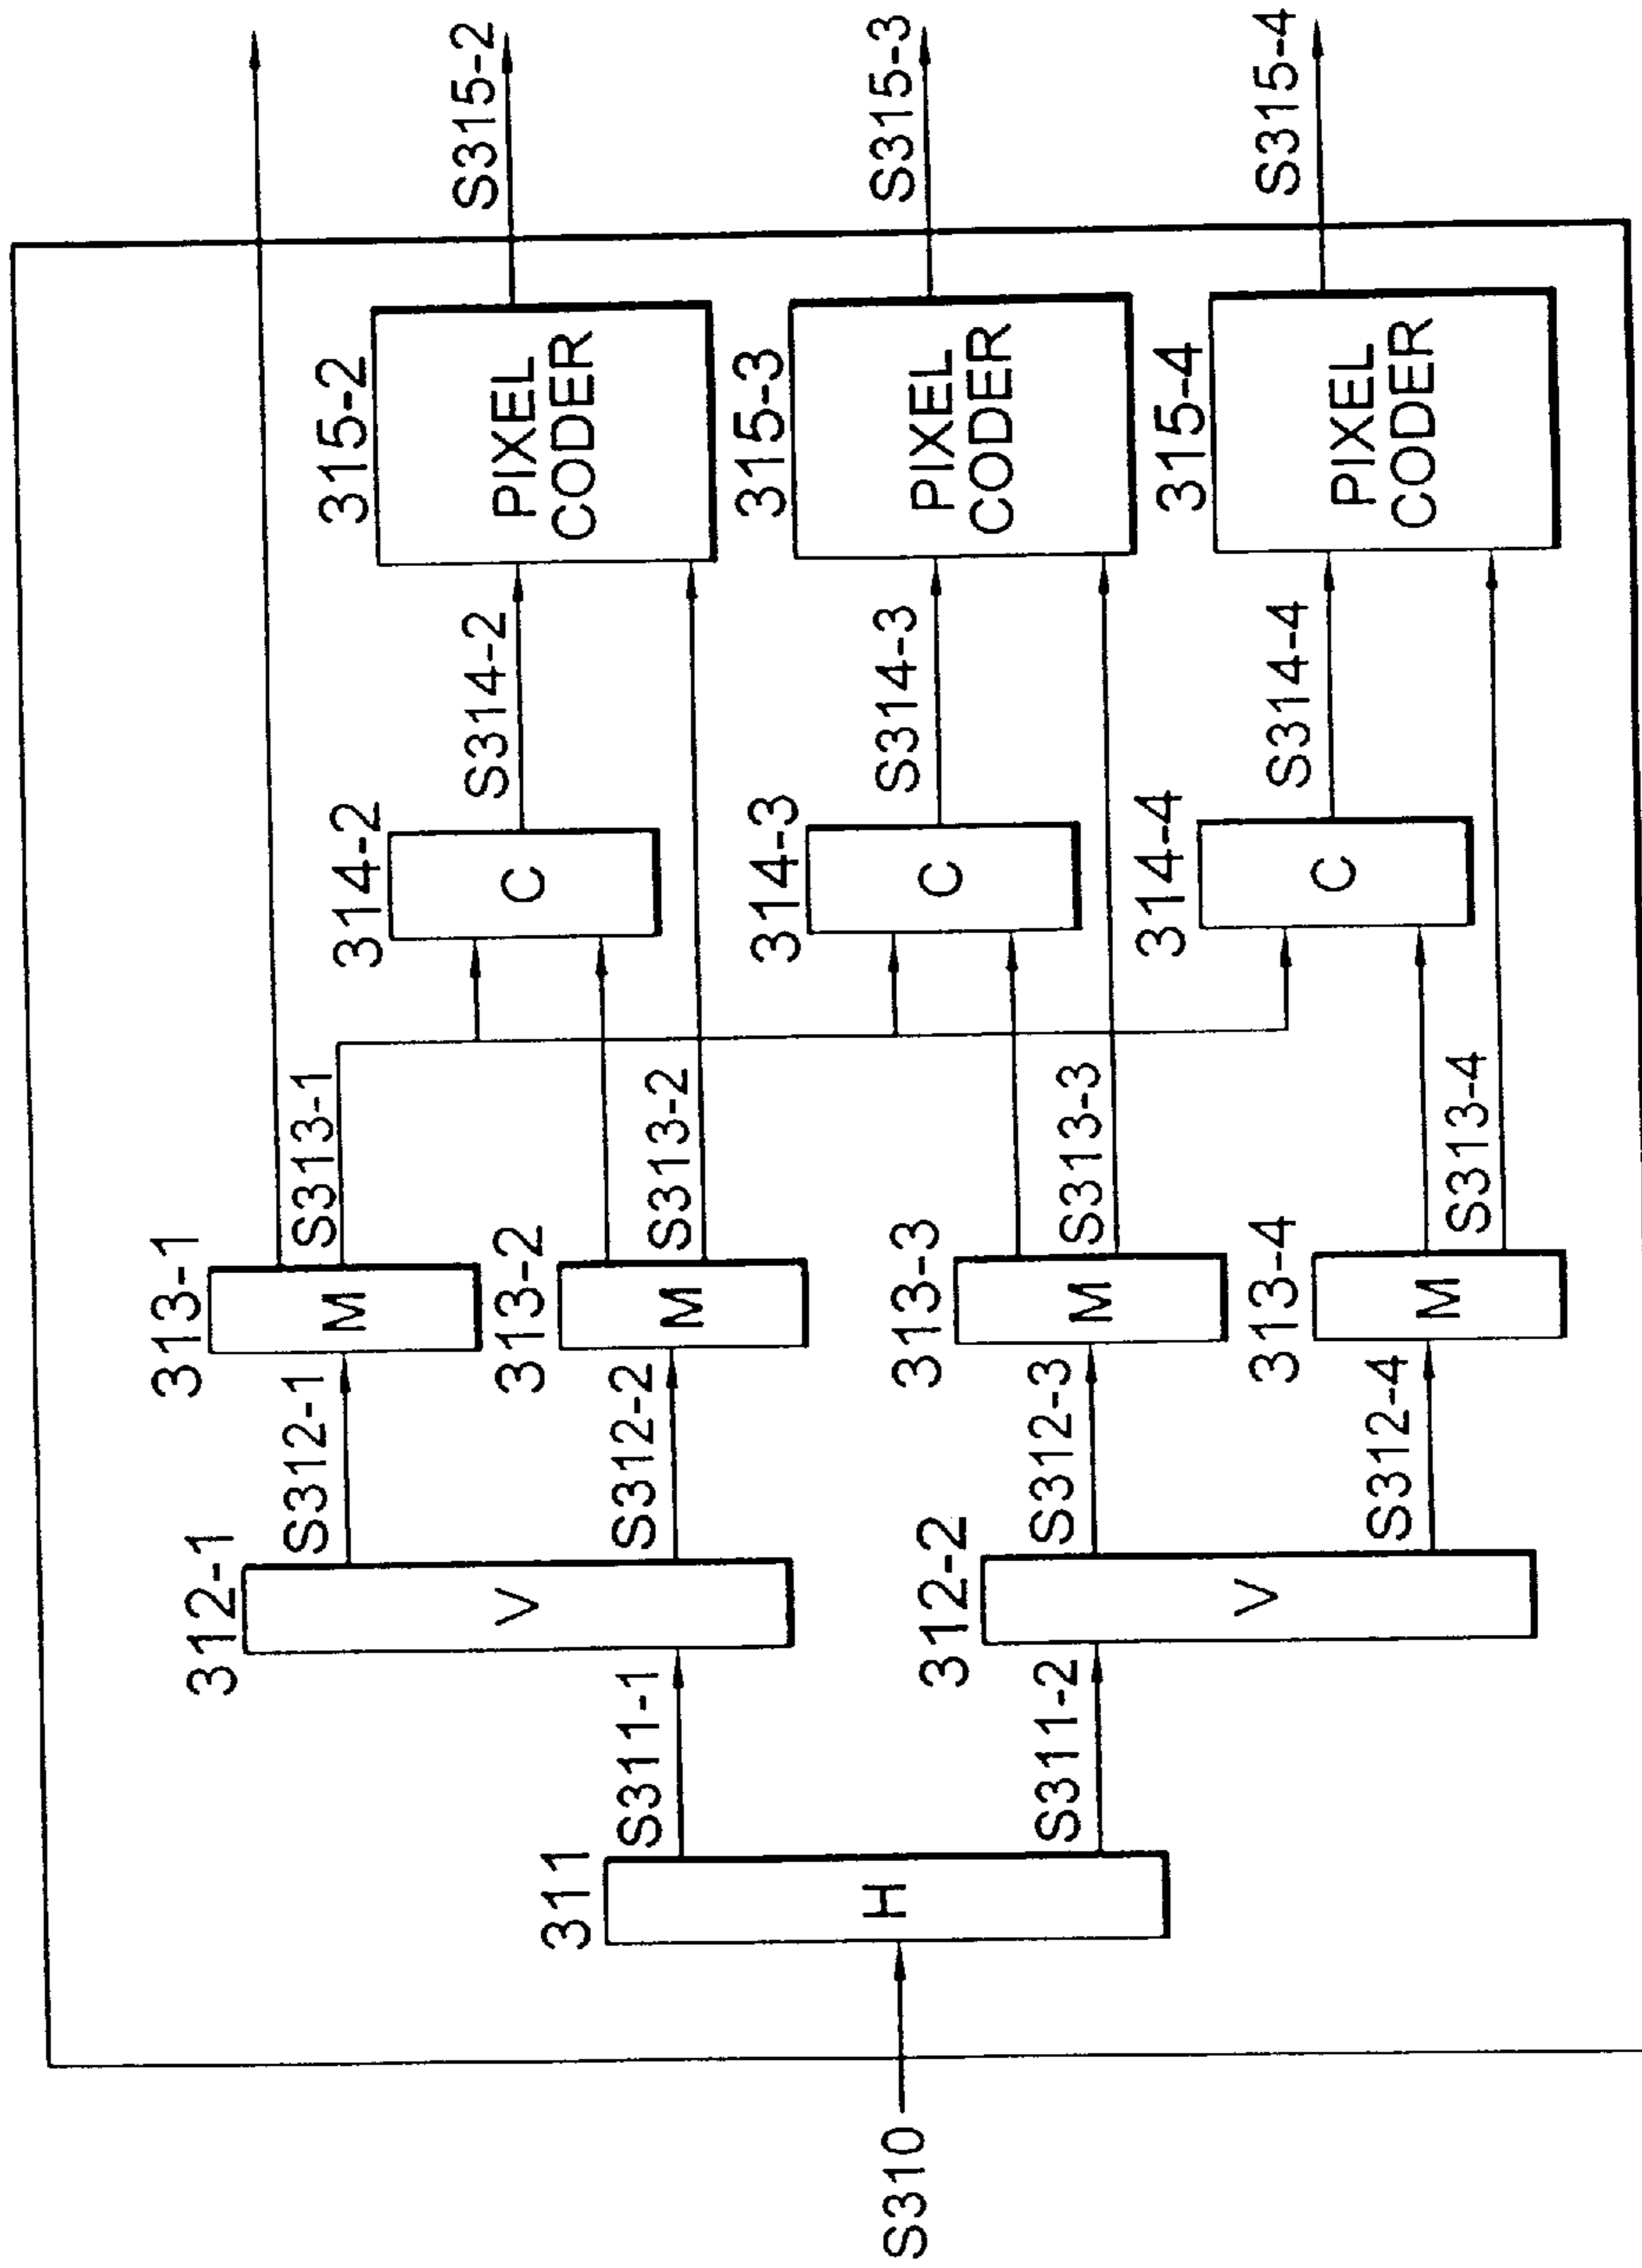 S310
311
H
S311-1
S311-2
312-1
V
312-2
V
S312-1
S312-2
S312-3
S312-4
313-1
M
313-2
M
313-3
M
313-4
M
S313-1
S313-2
S313-3
S313-4
314-2
C
314-3
C
314-4
C
S314-2
S314-3
S314-4
315-2
PIXEL
CODER
315-3
PIXEL
CODER
315-4
PIXEL
CODER
S315-2
S315-3
S315-4